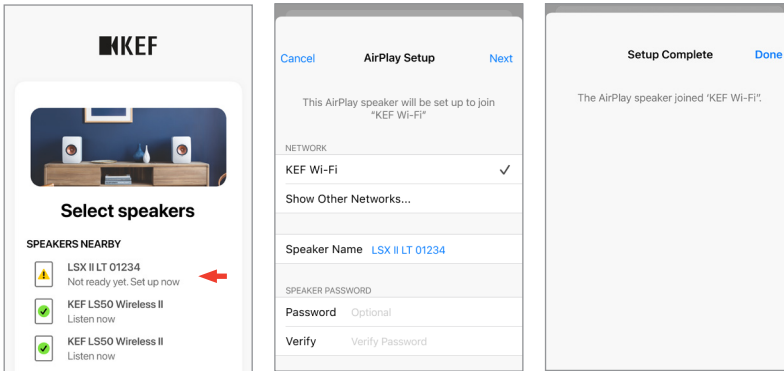 KEF
Select speakers
SPEAKERS NEARBY
LSX II LT 01234
Not ready yet. Set up now
KEF LS50 Wireless II
Listen now
KEF LS50 Wireless II
Listen now
Cancel AirPlay Setup Next
This AirPlay speaker will be set up to join
“KEF Wi-Fi”
NETWORK
KEF Wi-Fi
Show Other Networks...
Speaker Name LSX II LT 01234
SPEAKER PASSWORD
Password Optional
Verify Verify Password
Setup Complete Done
The AirPlay speaker joined ‘KEF Wi-Fi”.